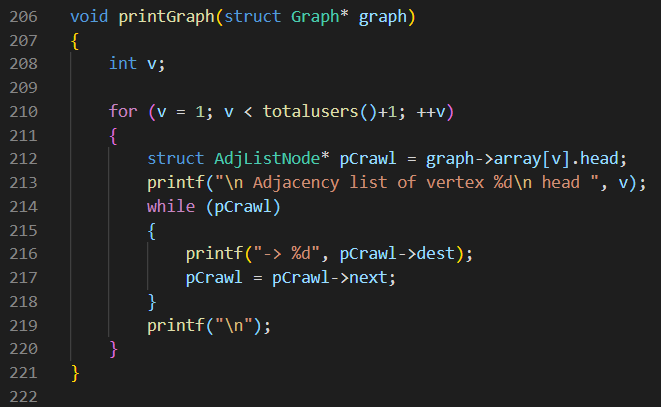 206 void printGraph(struct Graph* graph)
207 {
208     int v;
209
210     for (v = 1; v < totalusers()+1; ++v)
211     {
212         struct AdjListNode* pCrawl = graph->array[v].head;
213         printf("\n Adjacency list of vertex %d\n head ", v);
214         while (pCrawl)
215         {
216             printf("-> %d", pCrawl->dest);
217             pCrawl = pCrawl->next;
218         }
219         printf("\n");
220     }
221 }
222